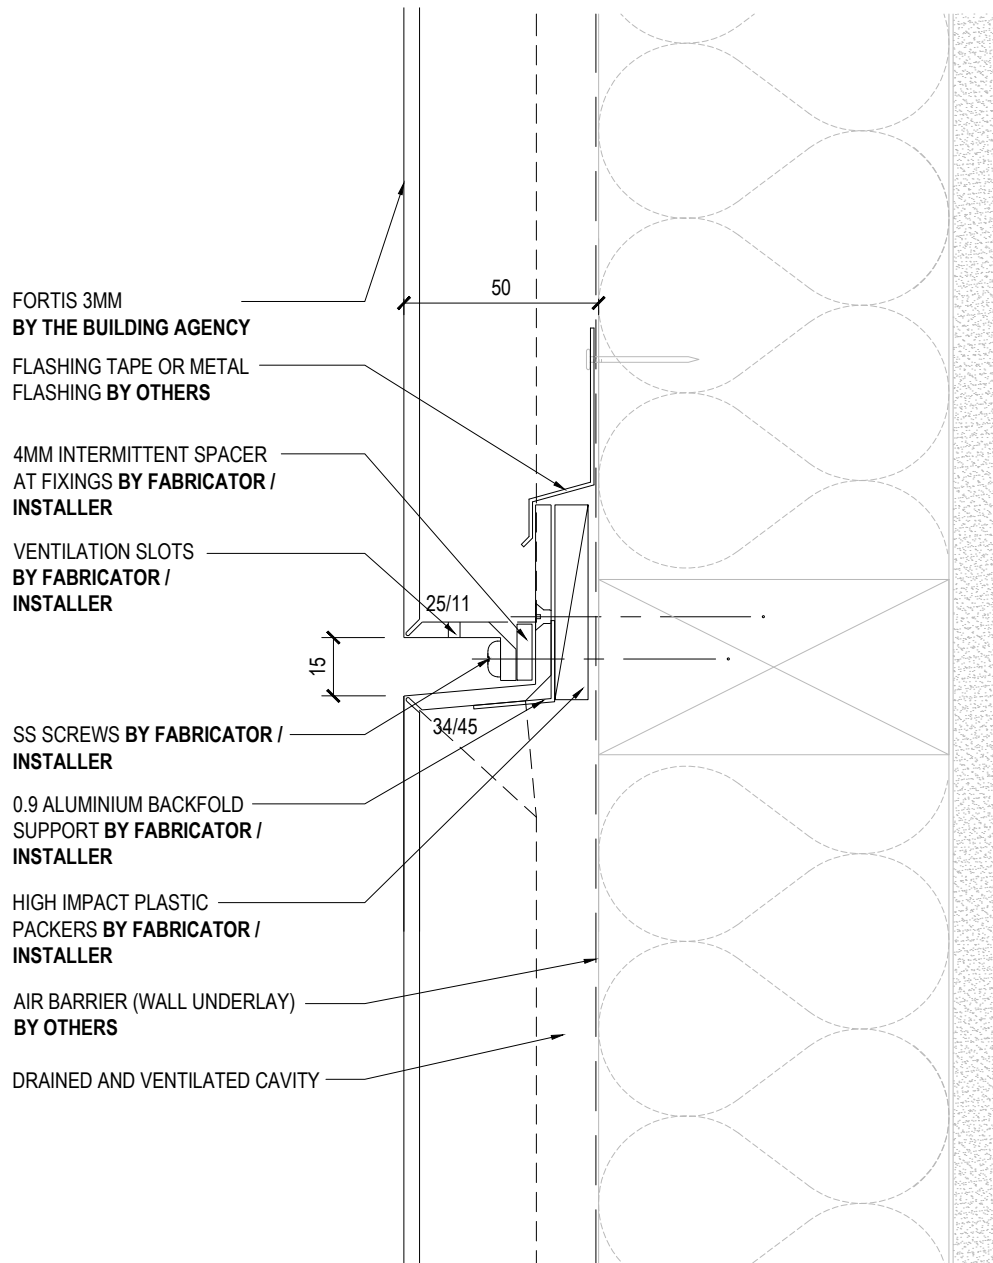 FORTIS 3MM
BY THE BUILDING AGENCY
50
FLASHING TAPE OR METAL
FLASHING BY OTHERS
4MM INTERMITTENT SPACER
AT FIXINGS BY FABRICATOR /
INSTALLER
VENTILATION SLOTS
BY FABRICATOR /
INSTALLER
25/11
15
34/45
SS SCREWS BY FABRICATOR /
INSTALLER
0.9 ALUMINIUM BACKFOLD
SUPPORT BY FABRICATOR /
INSTALLER
HIGH IMPACT PLASTIC
PACKERS BY FABRICATOR /
INSTALLER
AIR BARRIER (WALL UNDERLAY)
BY OTHERS
DRAINED AND VENTILATED CAVITY